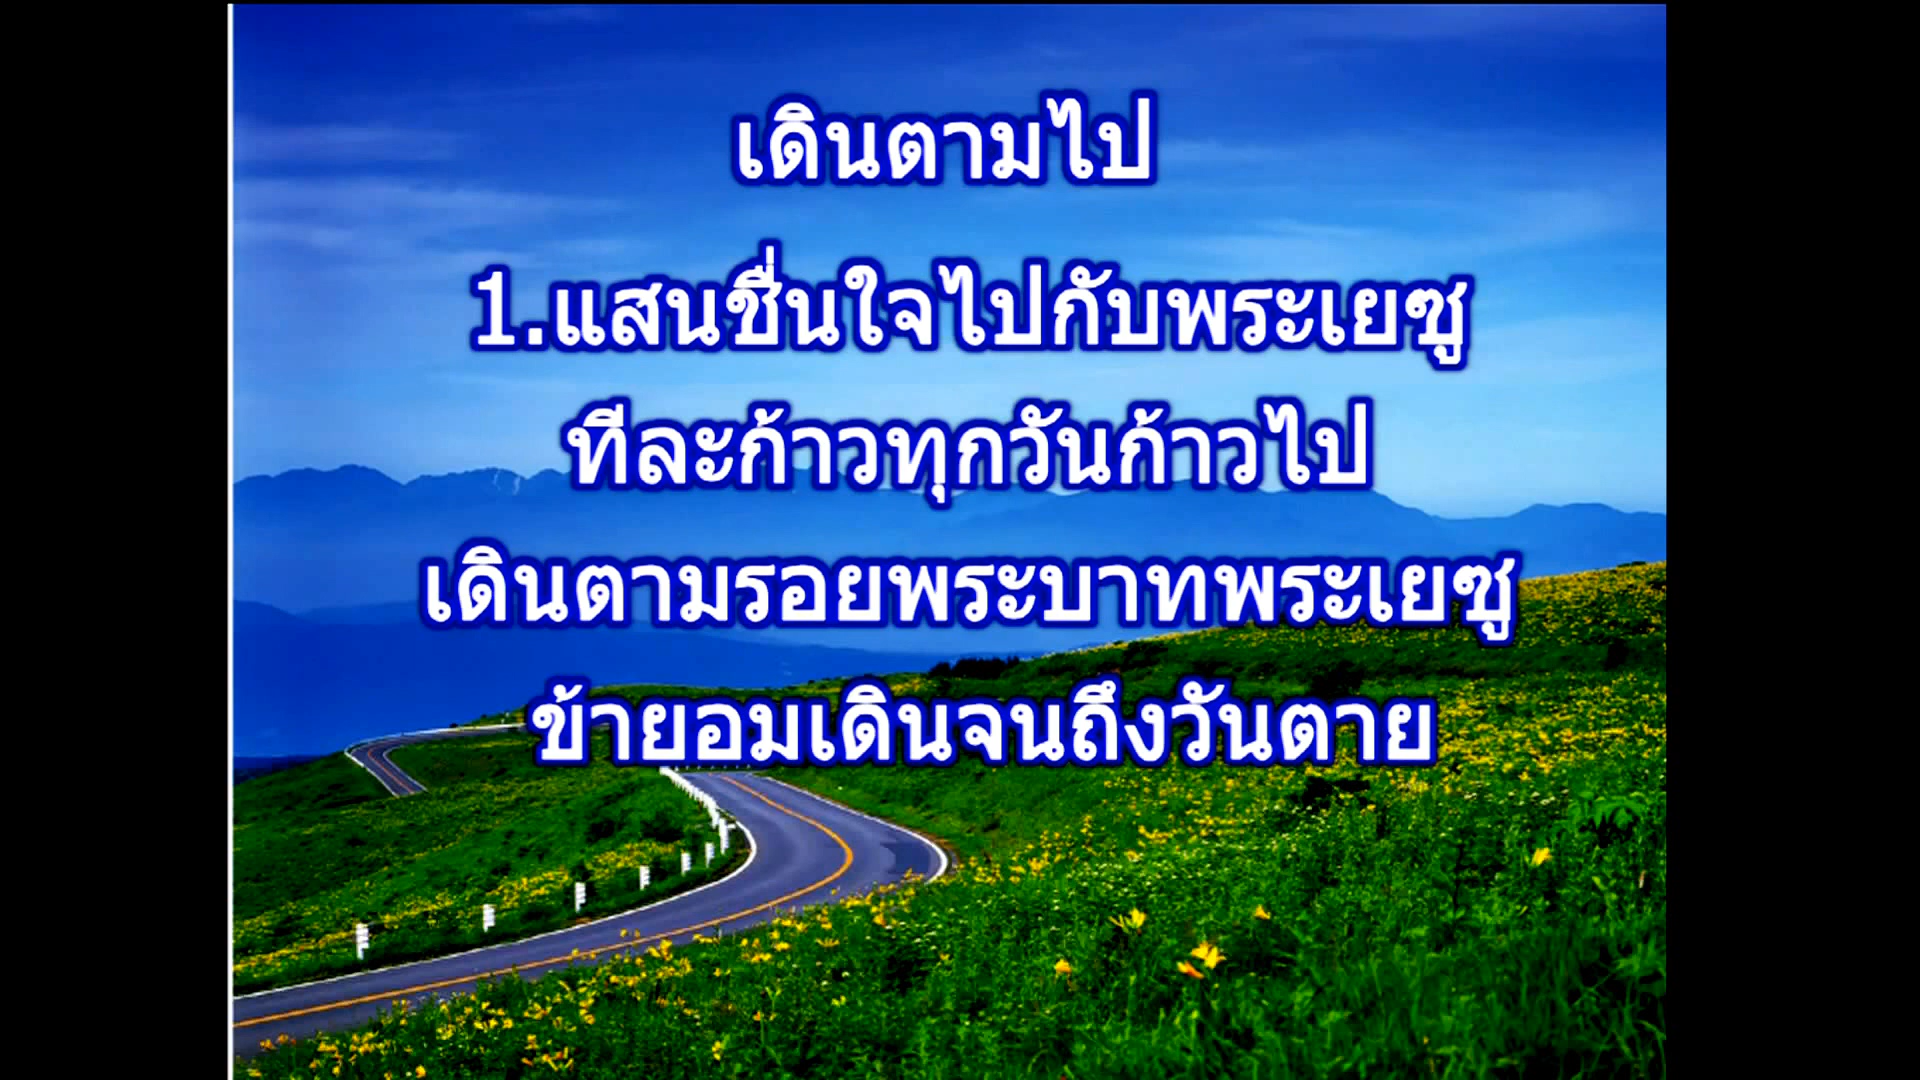 เดินตามไป
1.แสนชื่นใจไปกับพระเยซู
ทีละก้าวทุกวันก้าวไป
เดินตามรอยพระบาทพระเยซู
ข้ายอมเดินจนถึงวันตาย